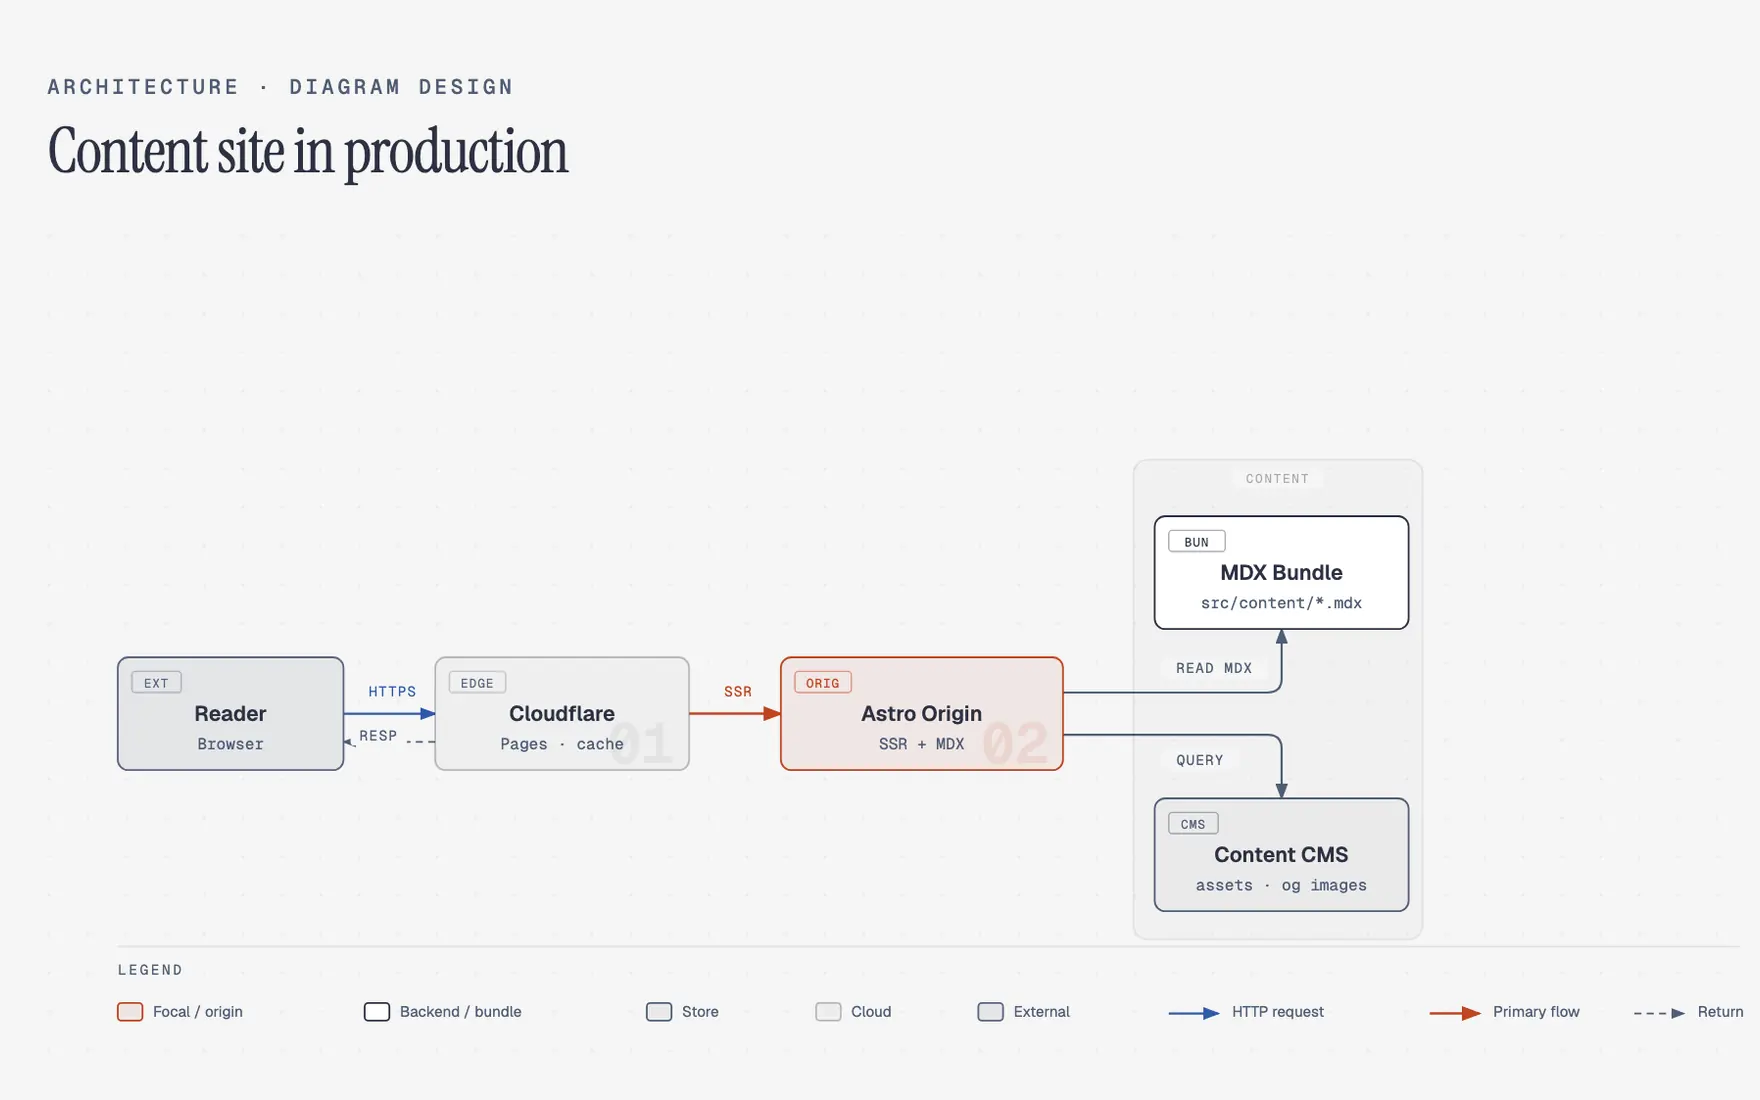 ARCHITECTURE · DIAGRAM DESIGN
Content site in production
CONTENT
BUN
MDX Bundle
src/content/*.mdx
EXT
Reader
Browser
HTTPS
RESP
EDGE
Cloudflare
Pages · cache
01
SSR
ORIG
Astro Origin
SSR + MDX
02
READ MDX
QUERY
CMS
Content CMS
assets · og images
LEGEND
Focal / origin
Backend / bundle
Store
Cloud
External
HTTP request
Primary flow
Return